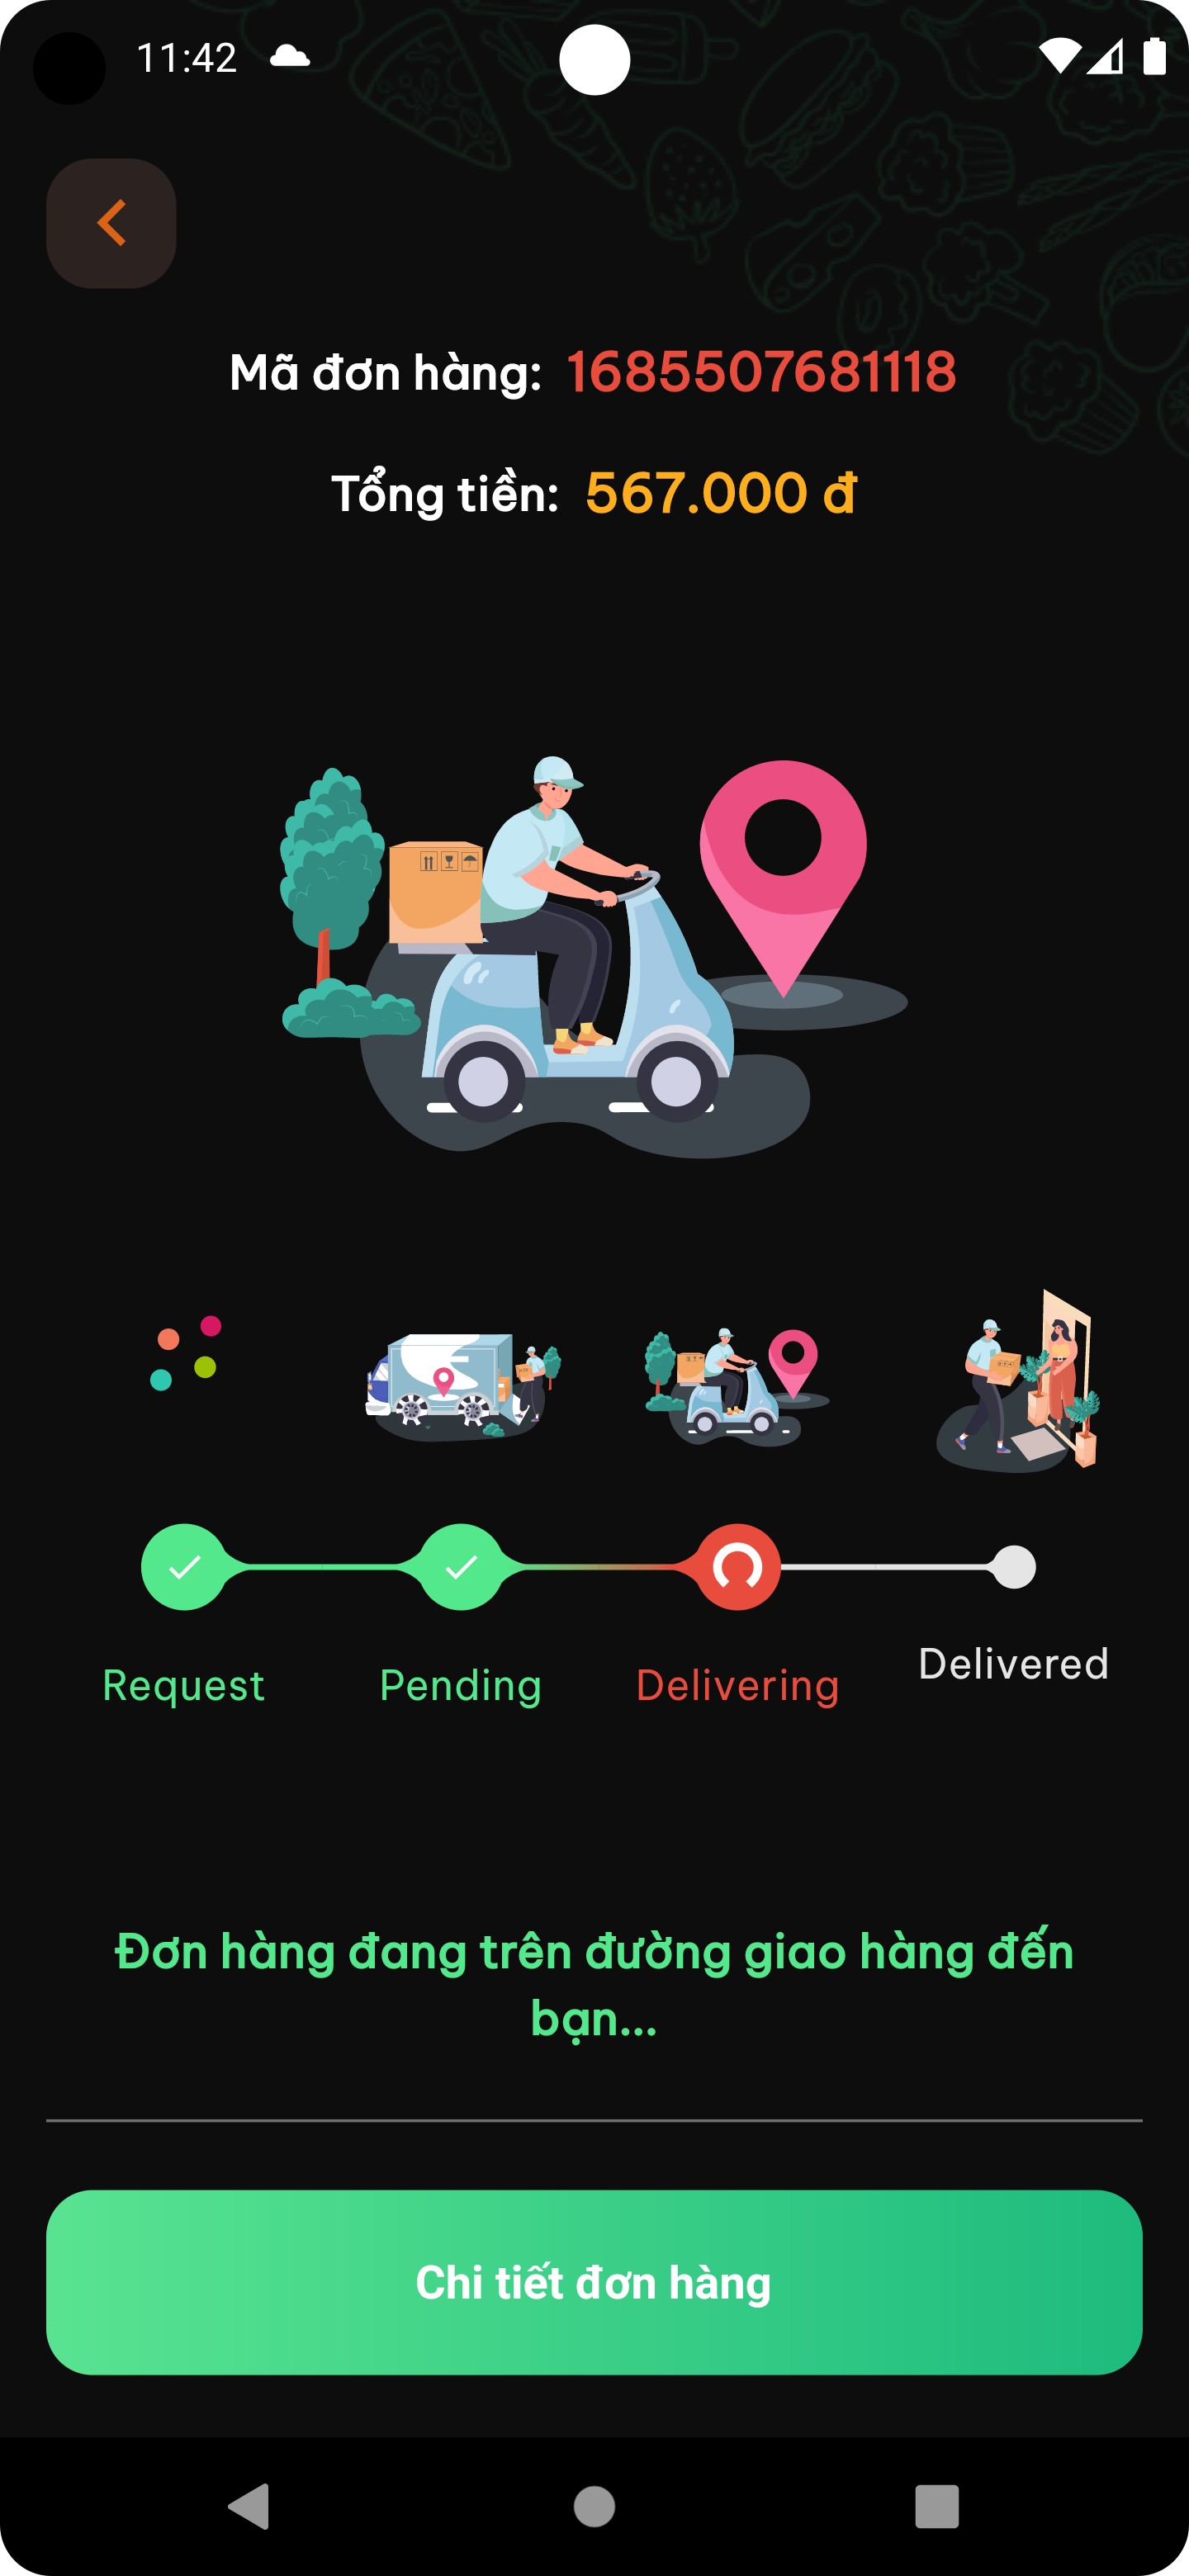 11:42
Mã đơn hàng: 1685507681118
Tổng tiền: 567.000 đ
Request Pending Delivering Delivered
Đơn hàng đang trên đường giao hàng đến
bạn...
Chi tiết đơn hàng